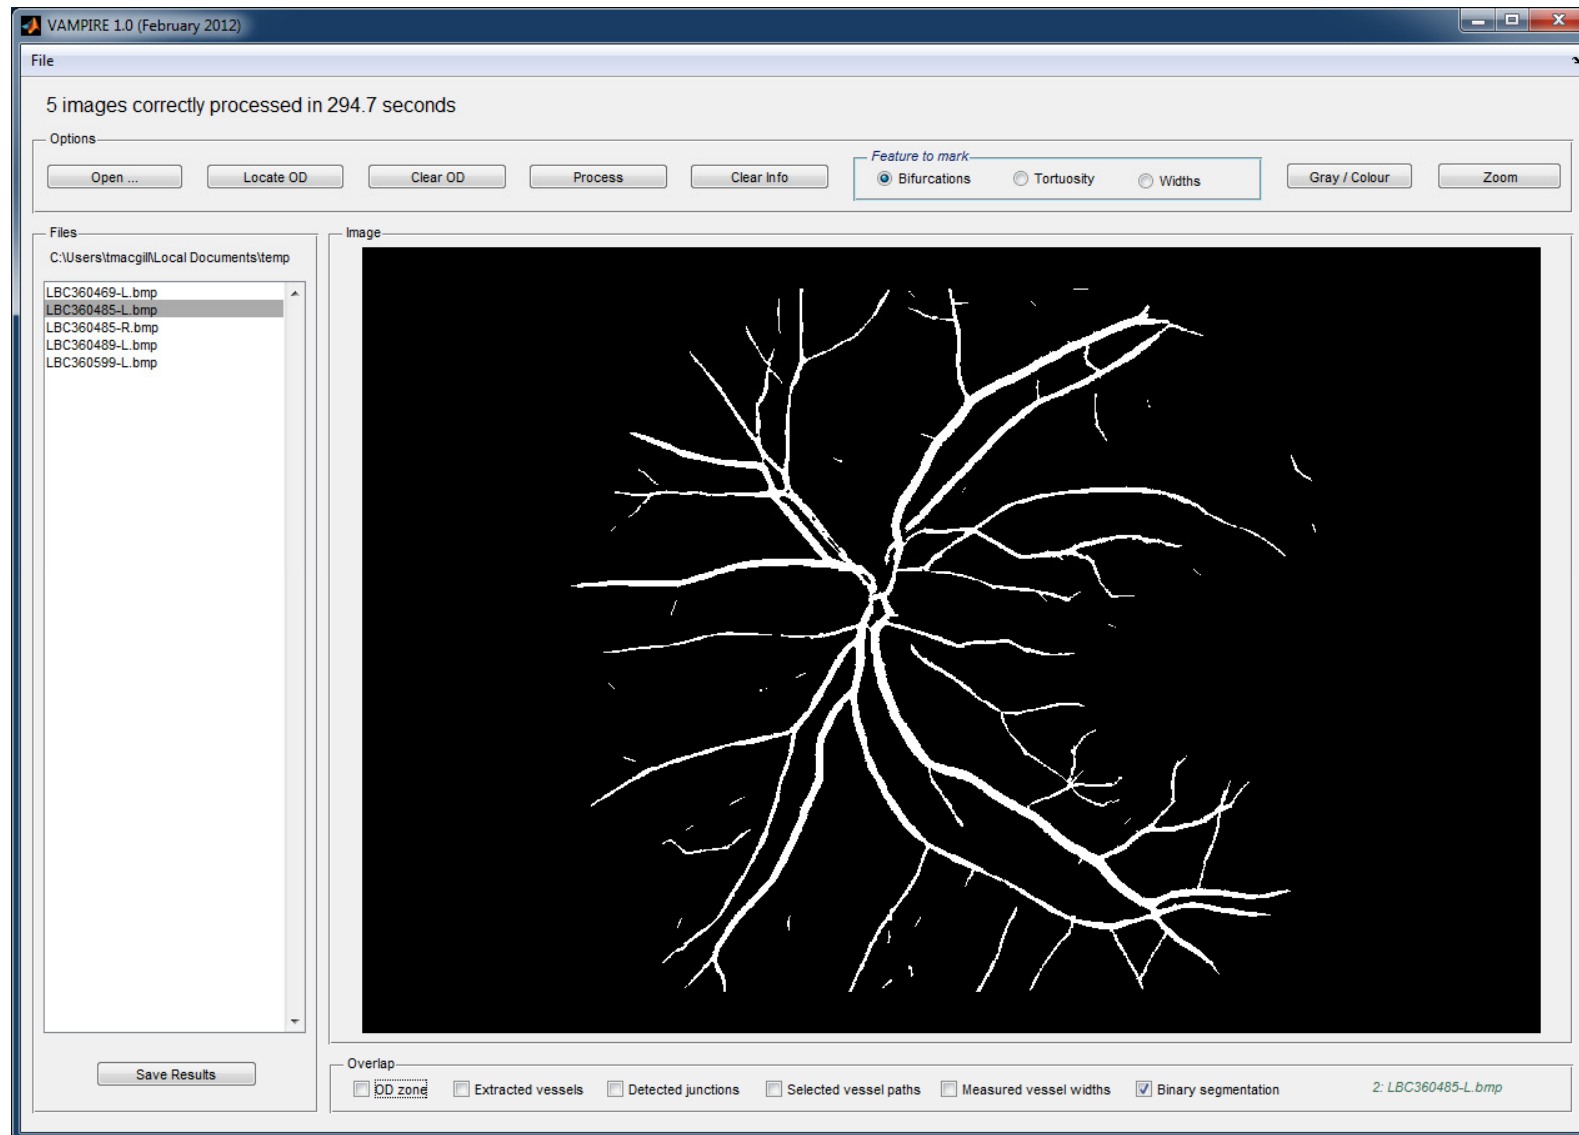 VAMPIRE 1.0 (February 2012)
File
5 images correctly processed in 294.7 seconds
Options
Open ...
Locate OD
Clear OD
Process
Clear Info
Feature to mark
Bifurcations
Tortuosity
Widths
Gray / Colour
Zoom
Files
C:\Users\tmacgill\Local Documents\temp
LBC360469-L.bmp
LBC360485-L.bmp
LBC360485-R.bmp
LBC360489-L.bmp
LBC360599-L.bmp
Save Results
Image
Overlap
OD zone
Extracted vessels
Detected junctions
Selected vessel paths
Measured vessel widths
Binary segmentation
2: LBC360485-L.bmp